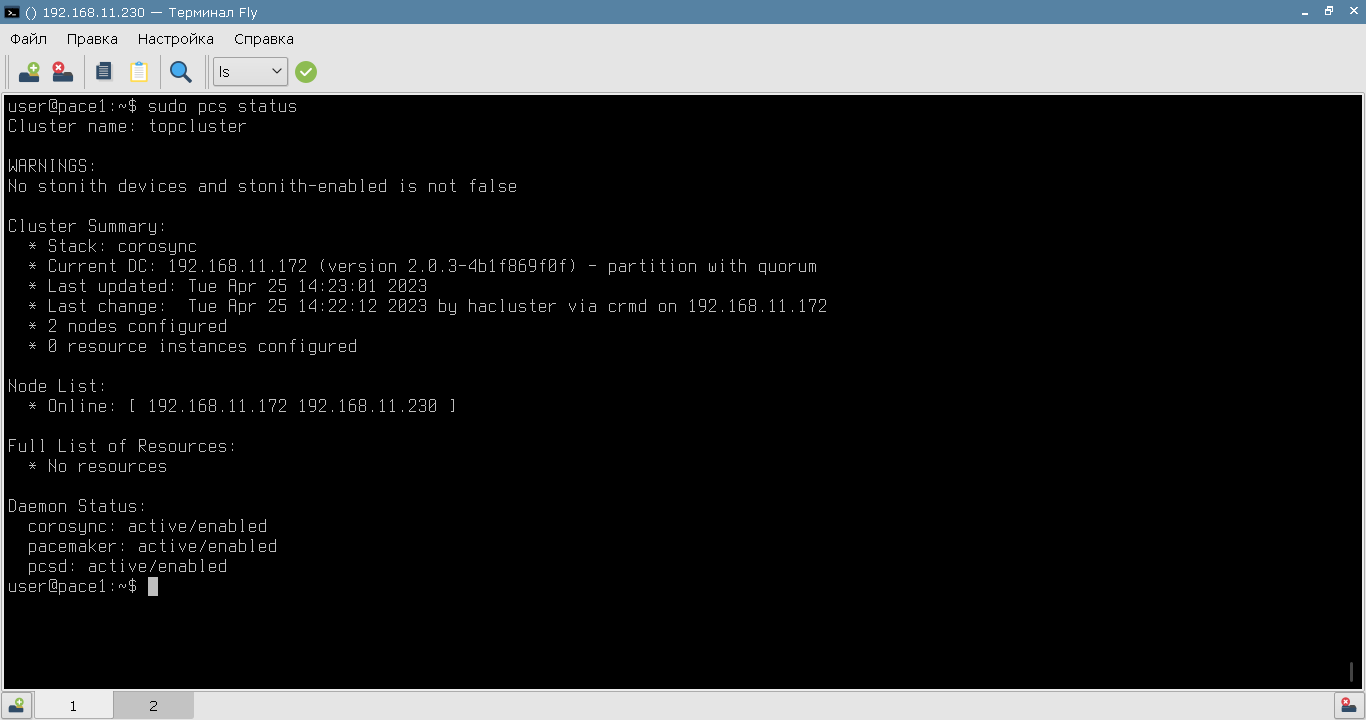 () 192.168.11.230 — Терминал Fly
Файл Правка Настройка Справка
ls
user@pace1:~$ sudo pcs status
Cluster name: topcluster
WARNINGS:
No stonith devices and stonith-enabled is not false
Cluster Summary:
* Stack: corosync
* Current DC: 192.168.11.172 (version 2.0.3-4b1f869f0f) - partition with quorum
* Last updated: Tue Apr 25 14:23:01 2023
* Last change:  Tue Apr 25 14:22:12 2023 by hacluster via crmd on 192.168.11.172
* 2 nodes configured
* 0 resource instances configured
Node List:
* Online: [ 192.168.11.172 192.168.11.230 ]
Full List of Resources:
* No resources
Daemon Status:
corosync: active/enabled
pacemaker: active/enabled
pcsd: active/enabled
user@pace1:~$
1 2